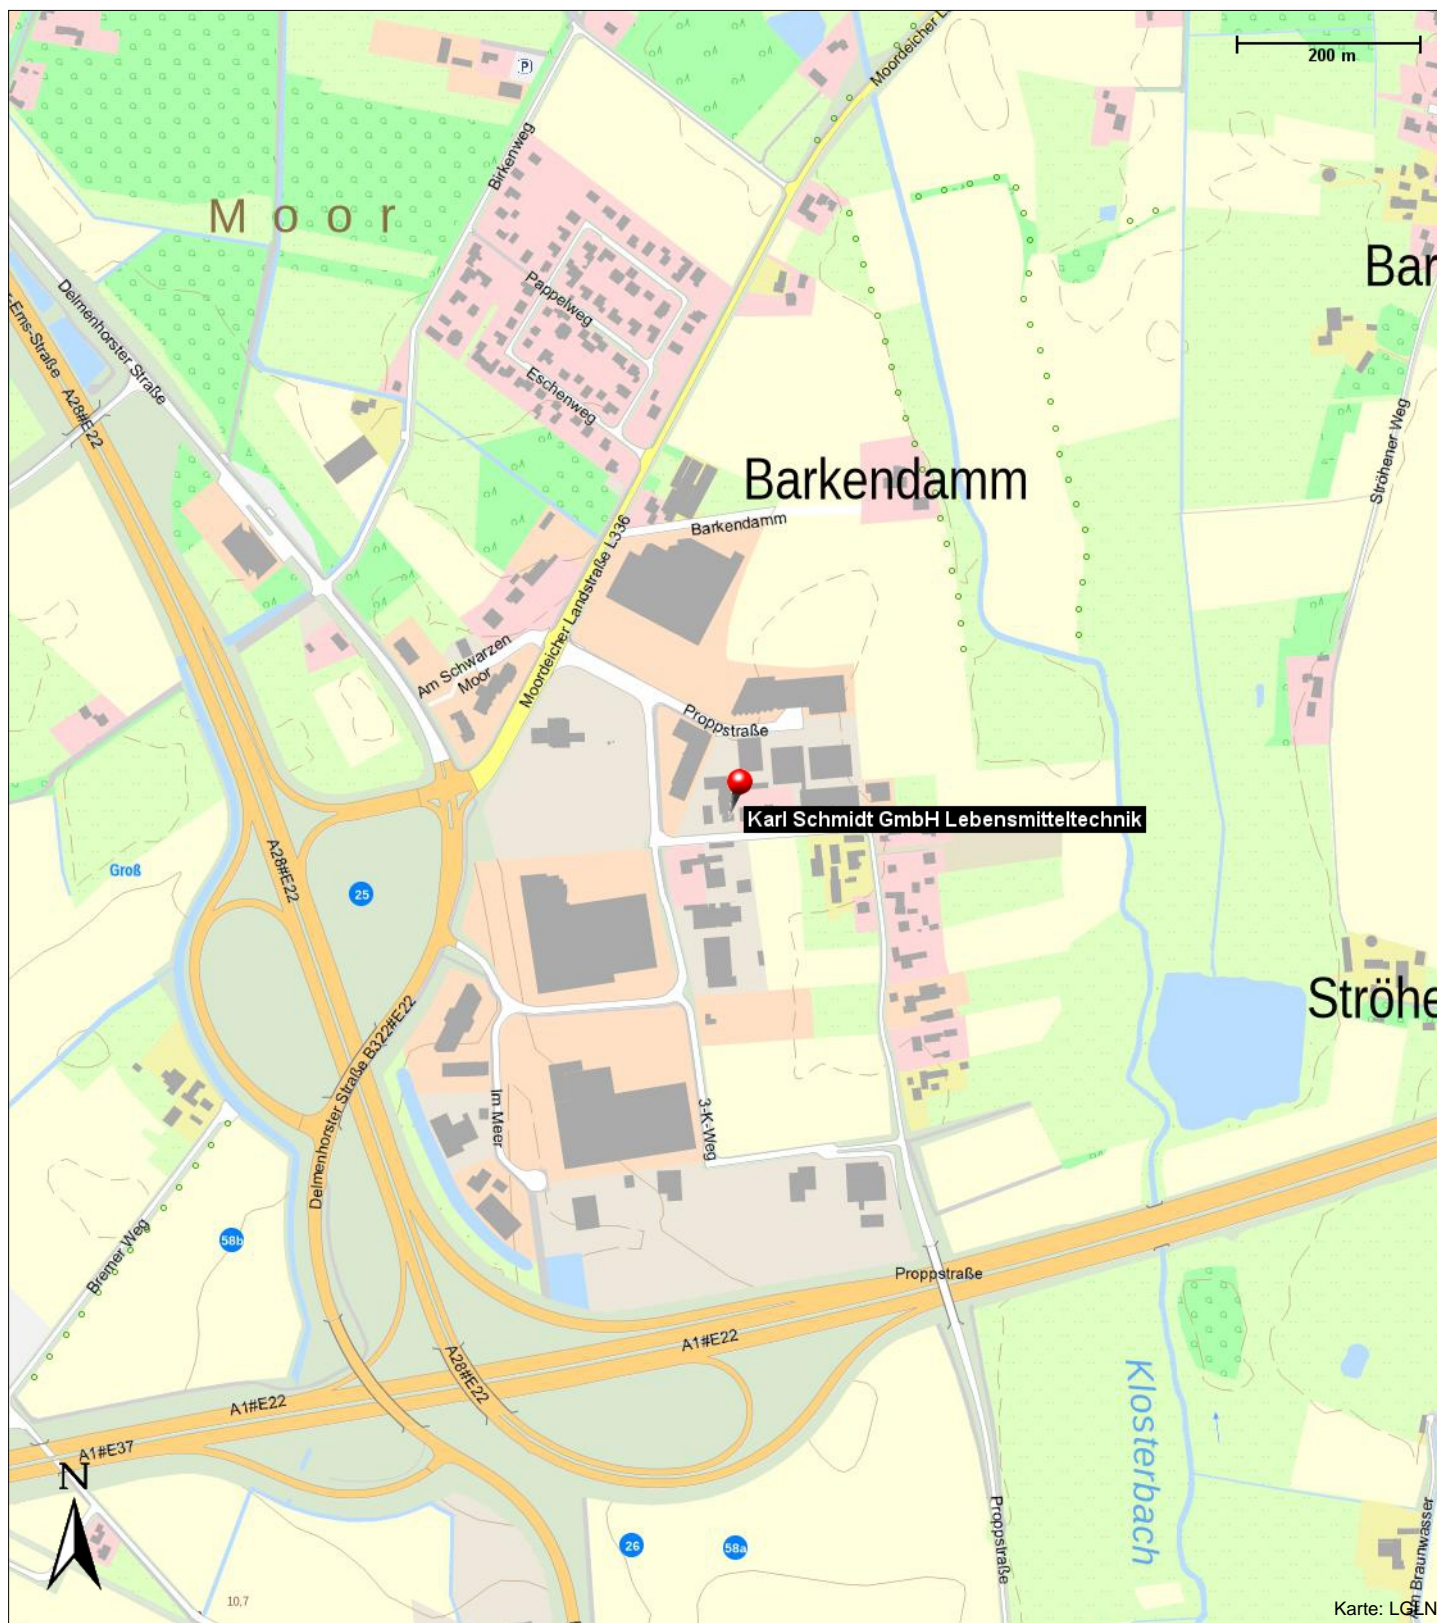 Moordeicher L
200 m
P
Birkenweg
Moor
Bar
Delmenhorster Straße
r-Ems-Straße
A28#E22
Pappelweg
Eschenweg
Ströhener Weg
Barkendamm
Barkendamm
Moordeicher Landstraße L336
Am Schwarzen
Moor
Proppstraße
Karl Schmidt GmbH Lebensmitteltechnik
Groß
A28#E22
25
Ströhe
Delmenhorster Straße B322#E22
Im Meer
3-K-Weg
Bremer Weg
58b
Proppstraße
A1#E22
A28#E22
A1#E22
A1#E37
Klosterbach
N
Proppstraße
26
58a
m Braunwasser
10,7
Karte: LGLN